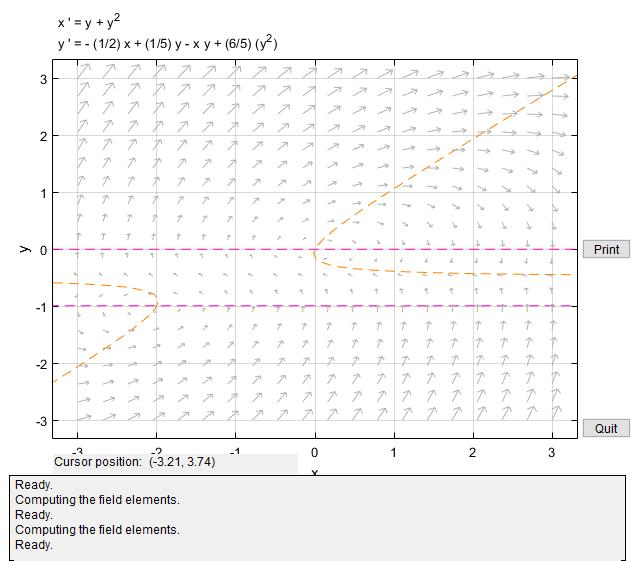 x ' = y + y²
y ' = - (1/2) x + (1/5) y - x y + (6/5) (y²)
3
2
1
0
-1
-2
-3
y
Print
Quit
-3 -2 -1 0 1 2 3
x
Cursor position: (-3.21, 3.74)
Ready.
Computing the field elements.
Ready.
Computing the field elements.
Ready.